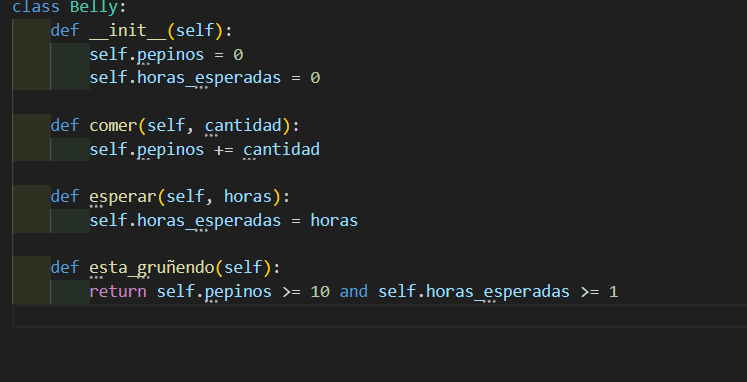 class Belly:
def __init__(self):
self.pepinos = 0
self.horas_esperadas = 0
def comer(self, cantidad):
self.pepinos += cantidad
def esperar(self, horas):
self.horas_esperadas = horas
def esta_gruñendo(self):
return self.pepinos >= 10 and self.horas_esperadas >= 1